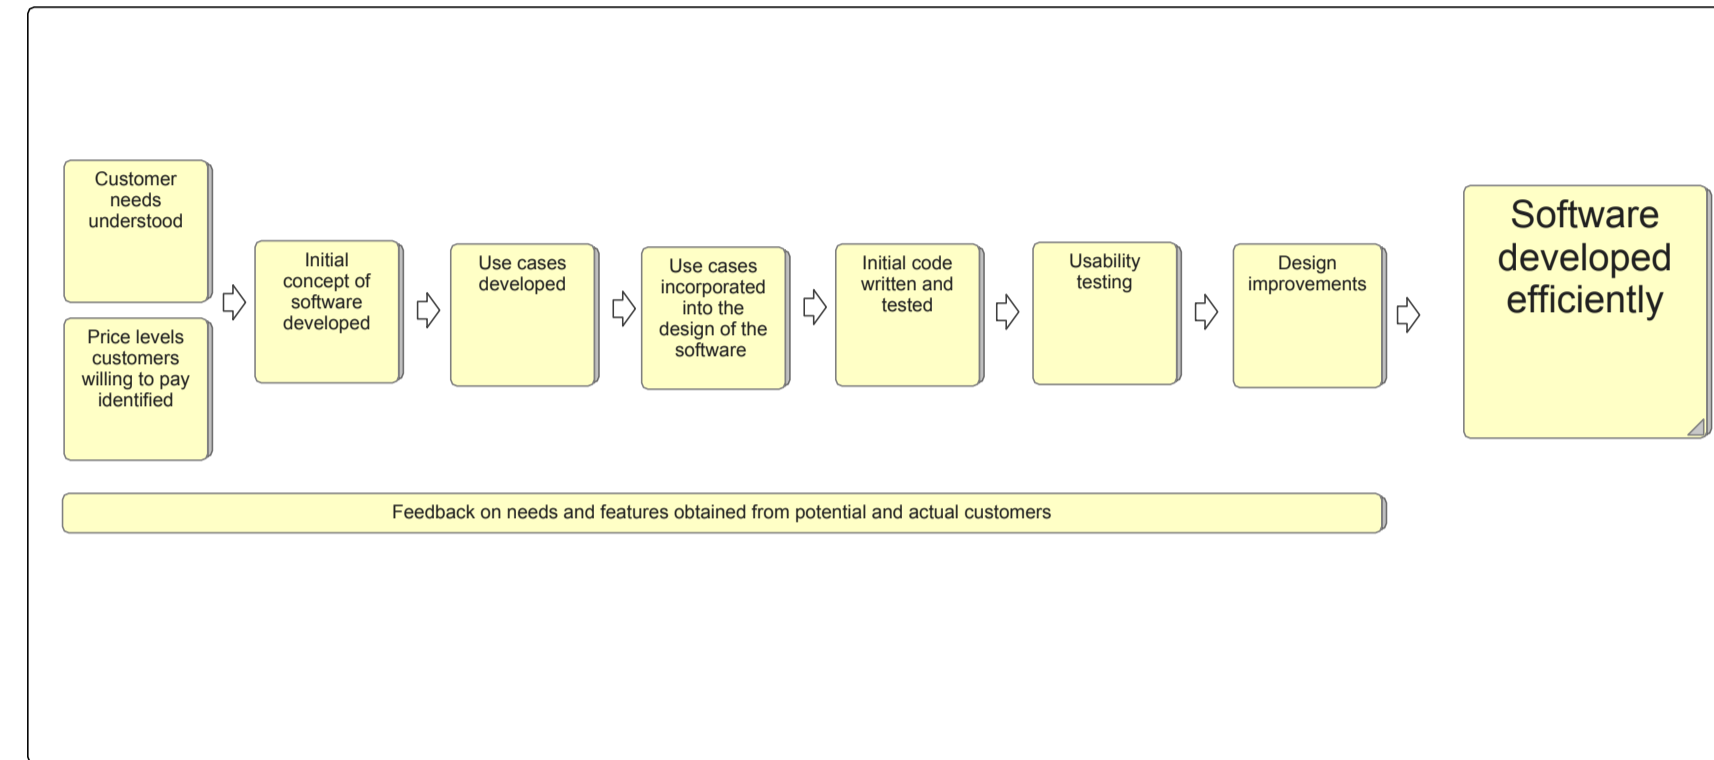 Customer
needs
understood
Price levels
customers
willing to pay
identified
Initial
concept of
software
developed
Use cases
developed
Use cases
incorporated
into the
design of the
software
Initial code
written and
tested
Usability
testing
Design
improvements
Software
developed
efficiently
Feedback on needs and features obtained from potential and actual customers